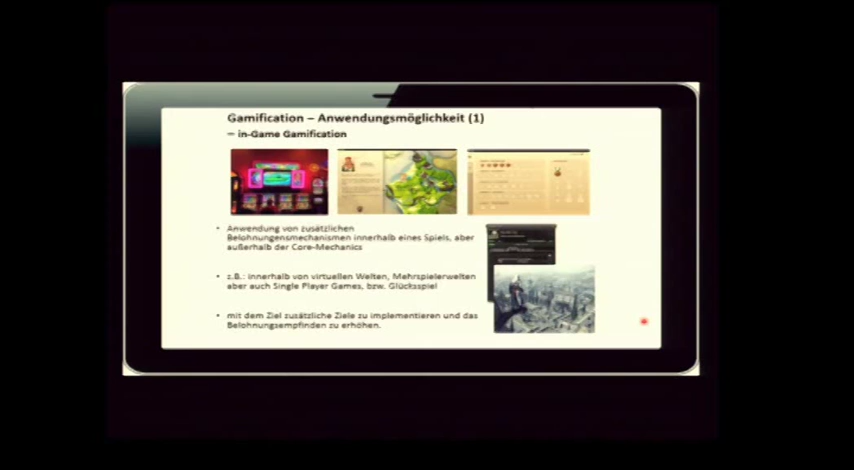 Gamification – Anwendungsmöglichkeit (1)
– in-Game Gamification
• Anwendung von zusätzlichen
Belohnungensmechanismen innerhalb eines Spiels, aber
außerhalb der Core-Mechanics
• z.B.: innerhalb von virtuellen Welten, Mehrspielerwelten
aber auch Single Player Games, bzw. Glücksspiel
• mit dem Ziel zusätzliche Ziele zu implementieren und das
Belohnungsempfinden zu erhöhen.